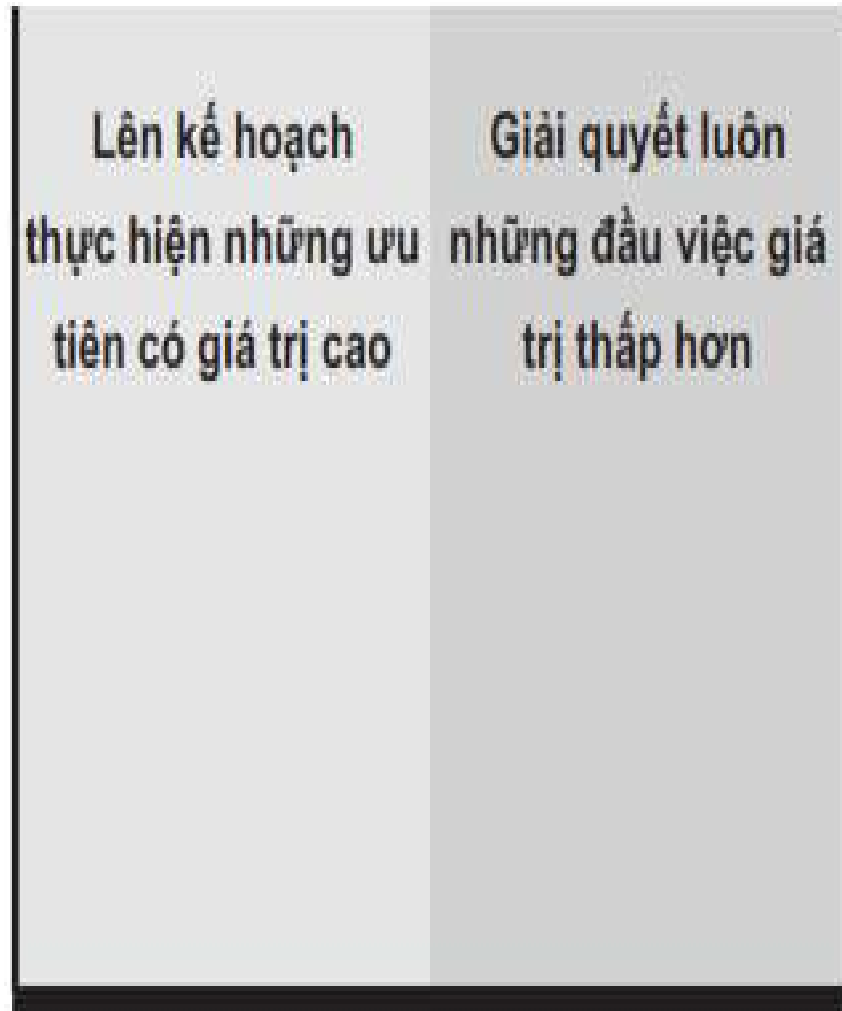 Lên kế hoạch
thực hiện những ưu
tiên có giá trị cao
Giải quyết luôn
những đầu việc giá
trị thấp hơn